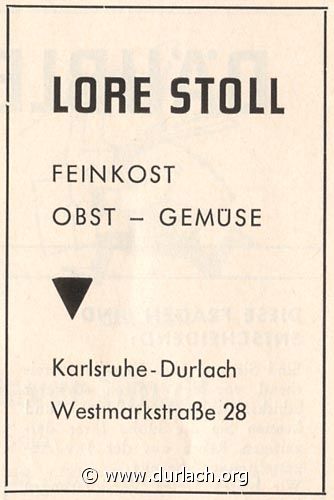 LORE STOLL
FEINKOST
OBST – GEMÜSE
Karlsruhe-Durlach
Westmarkstraße 28
© www.durlach.org